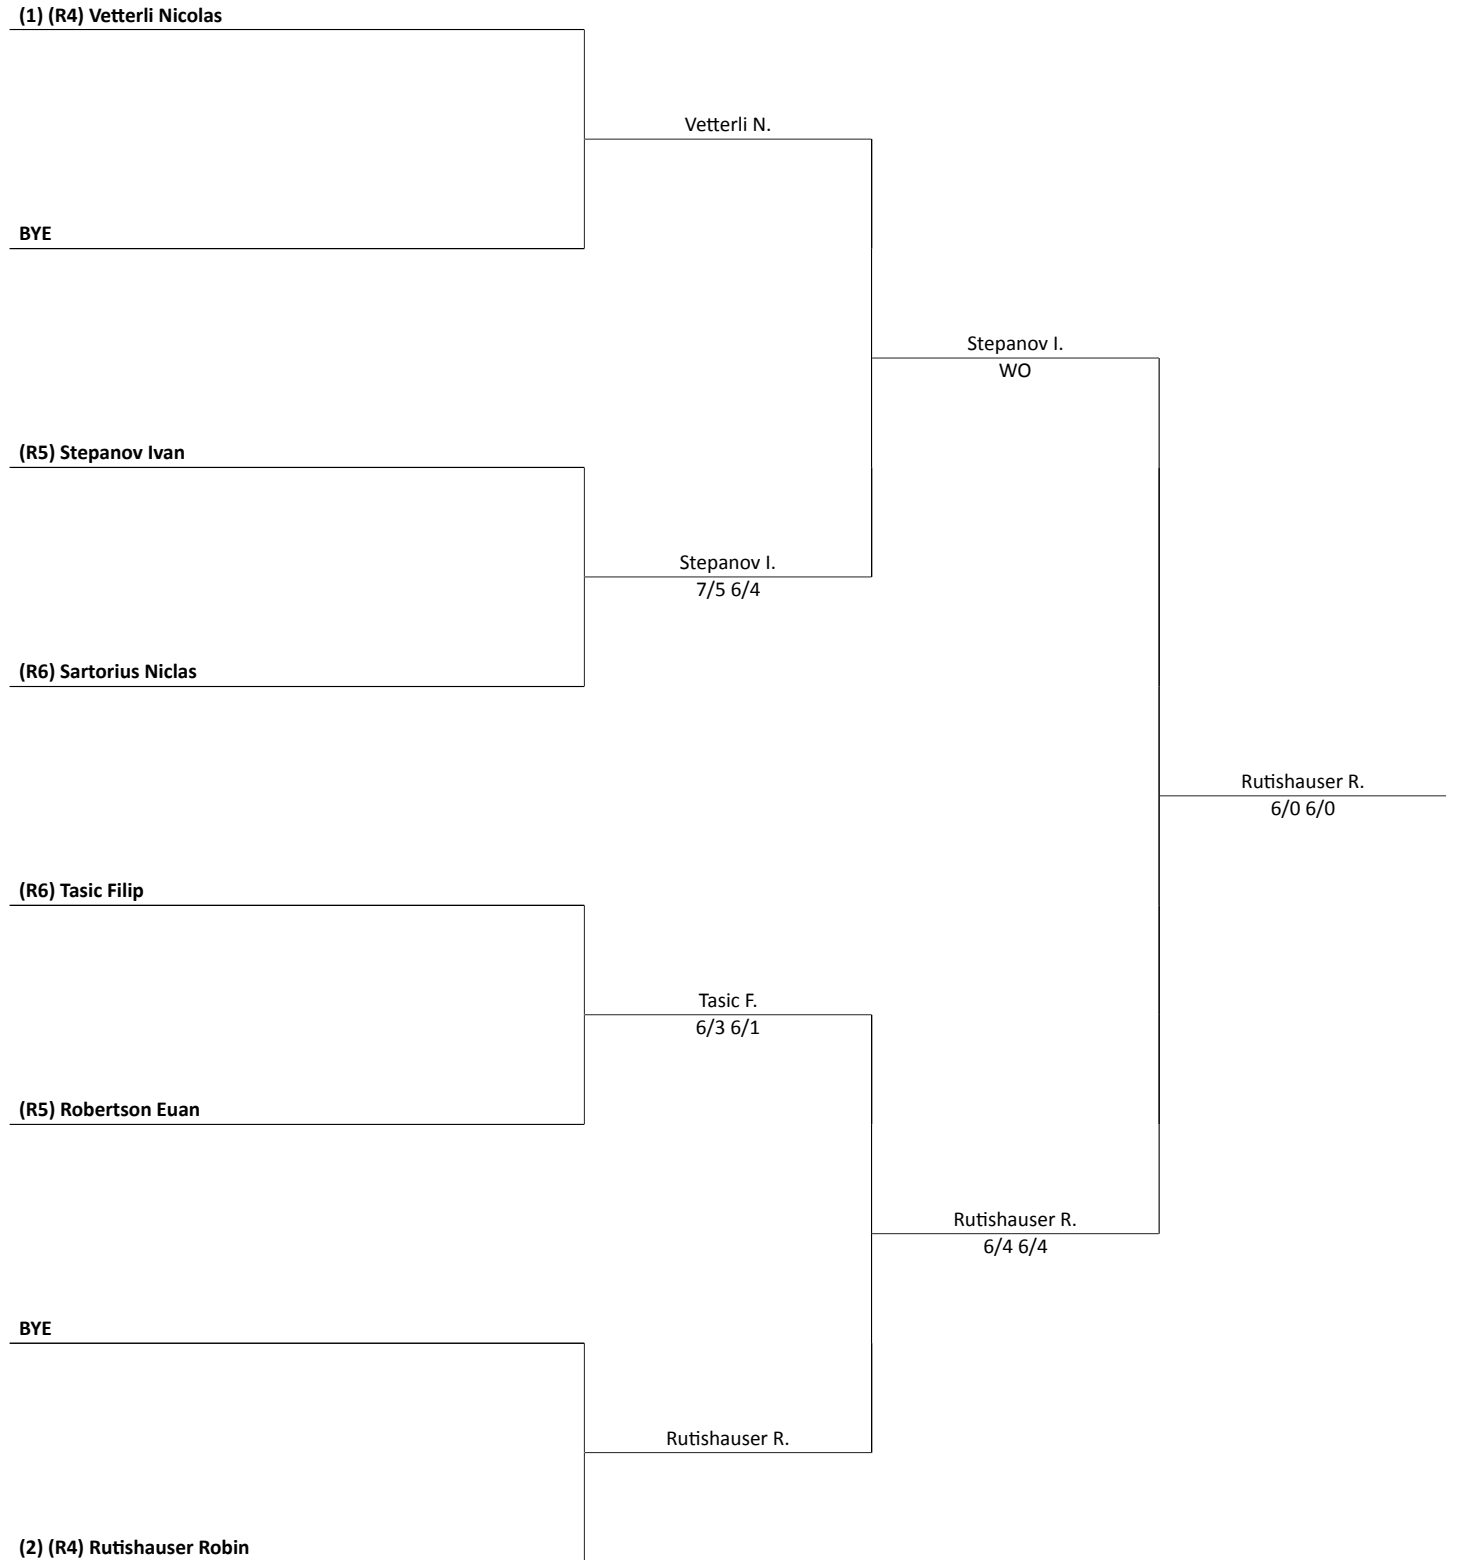 (1) (R4) Vetterli Nicolas
Vetterli N.
BYE
Stepanov I.
WO
(R5) Stepanov Ivan
Stepanov I.
7/5 6/4
(R6) Sartorius Niclas
Rutishauser R.
6/0 6/0
(R6) Tasic Filip
Tasic F.
6/3 6/1
(R5) Robertson Euan
Rutishauser R.
6/4 6/4
BYE
Rutishauser R.
(2) (R4) Rutishauser Robin